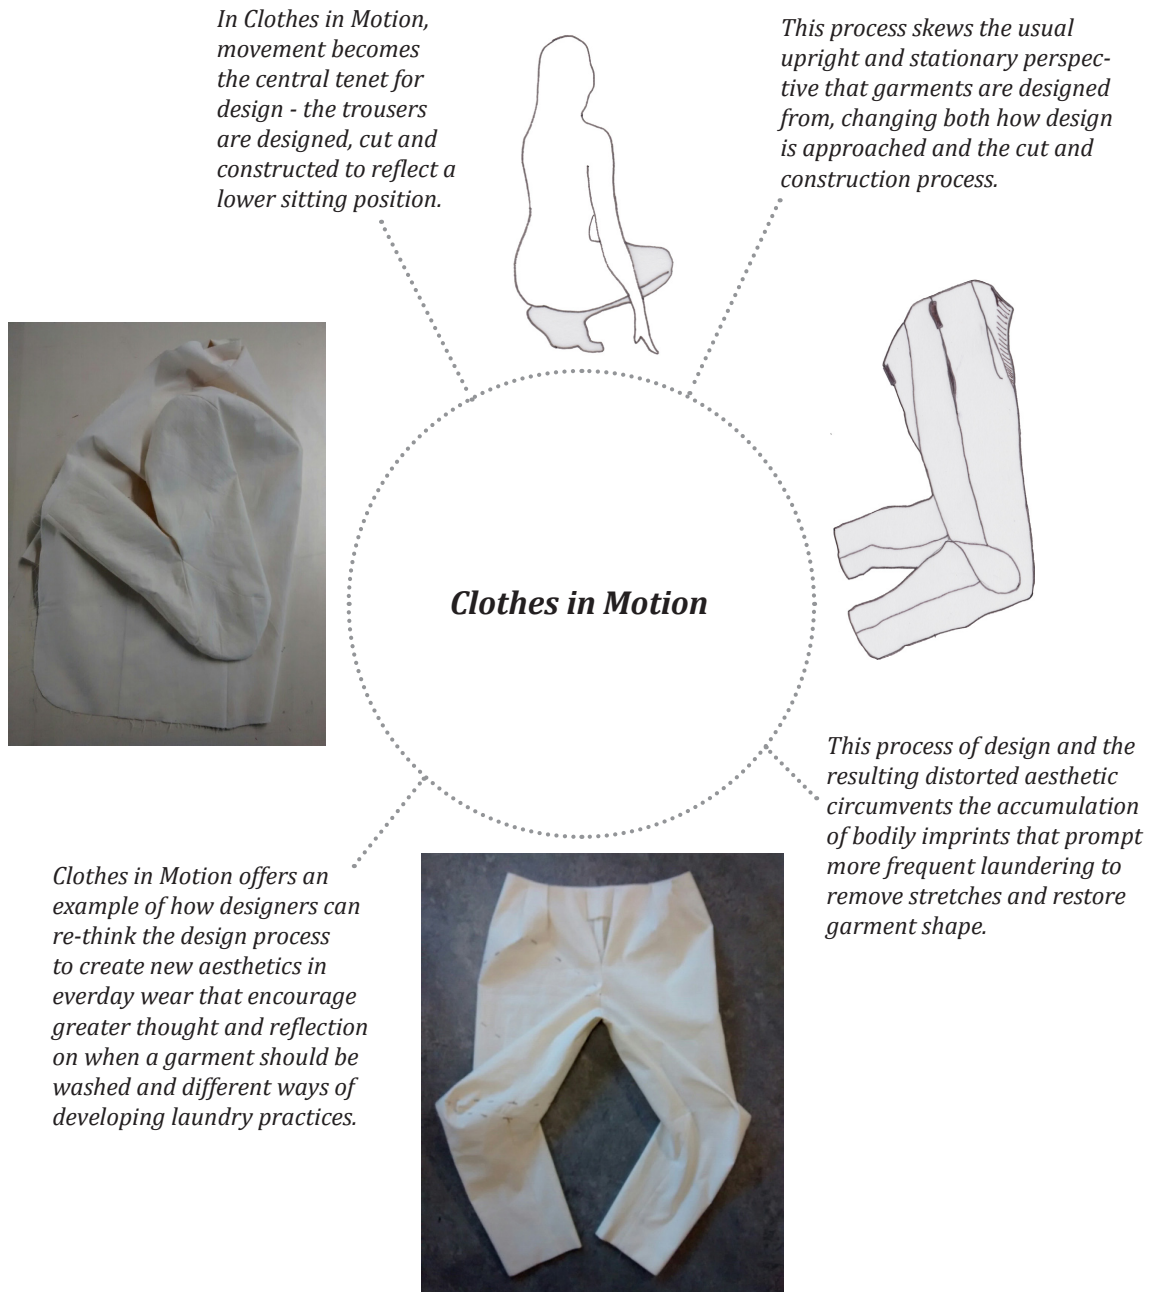 In Clothes in Motion,
movement becomes
the central tenet for
design - the trousers
are designed, cut and
constructed to reflect a
lower sitting position.
This process skews the usual
upright and stationary perspec-
tive that garments are designed
from, changing both how design
is approached and the cut and
construction process.
Clothes in Motion
This process of design and the
resulting distorted aesthetic
circumvents the accumulation
of bodily imprints that prompt
more frequent laundering to
remove stretches and restore
garment shape.
Clothes in Motion offers an
example of how designers can
re-think the design process
to create new aesthetics in
everday wear that encourage
greater thought and reflection
on when a garment should be
washed and different ways of
developing laundry practices.